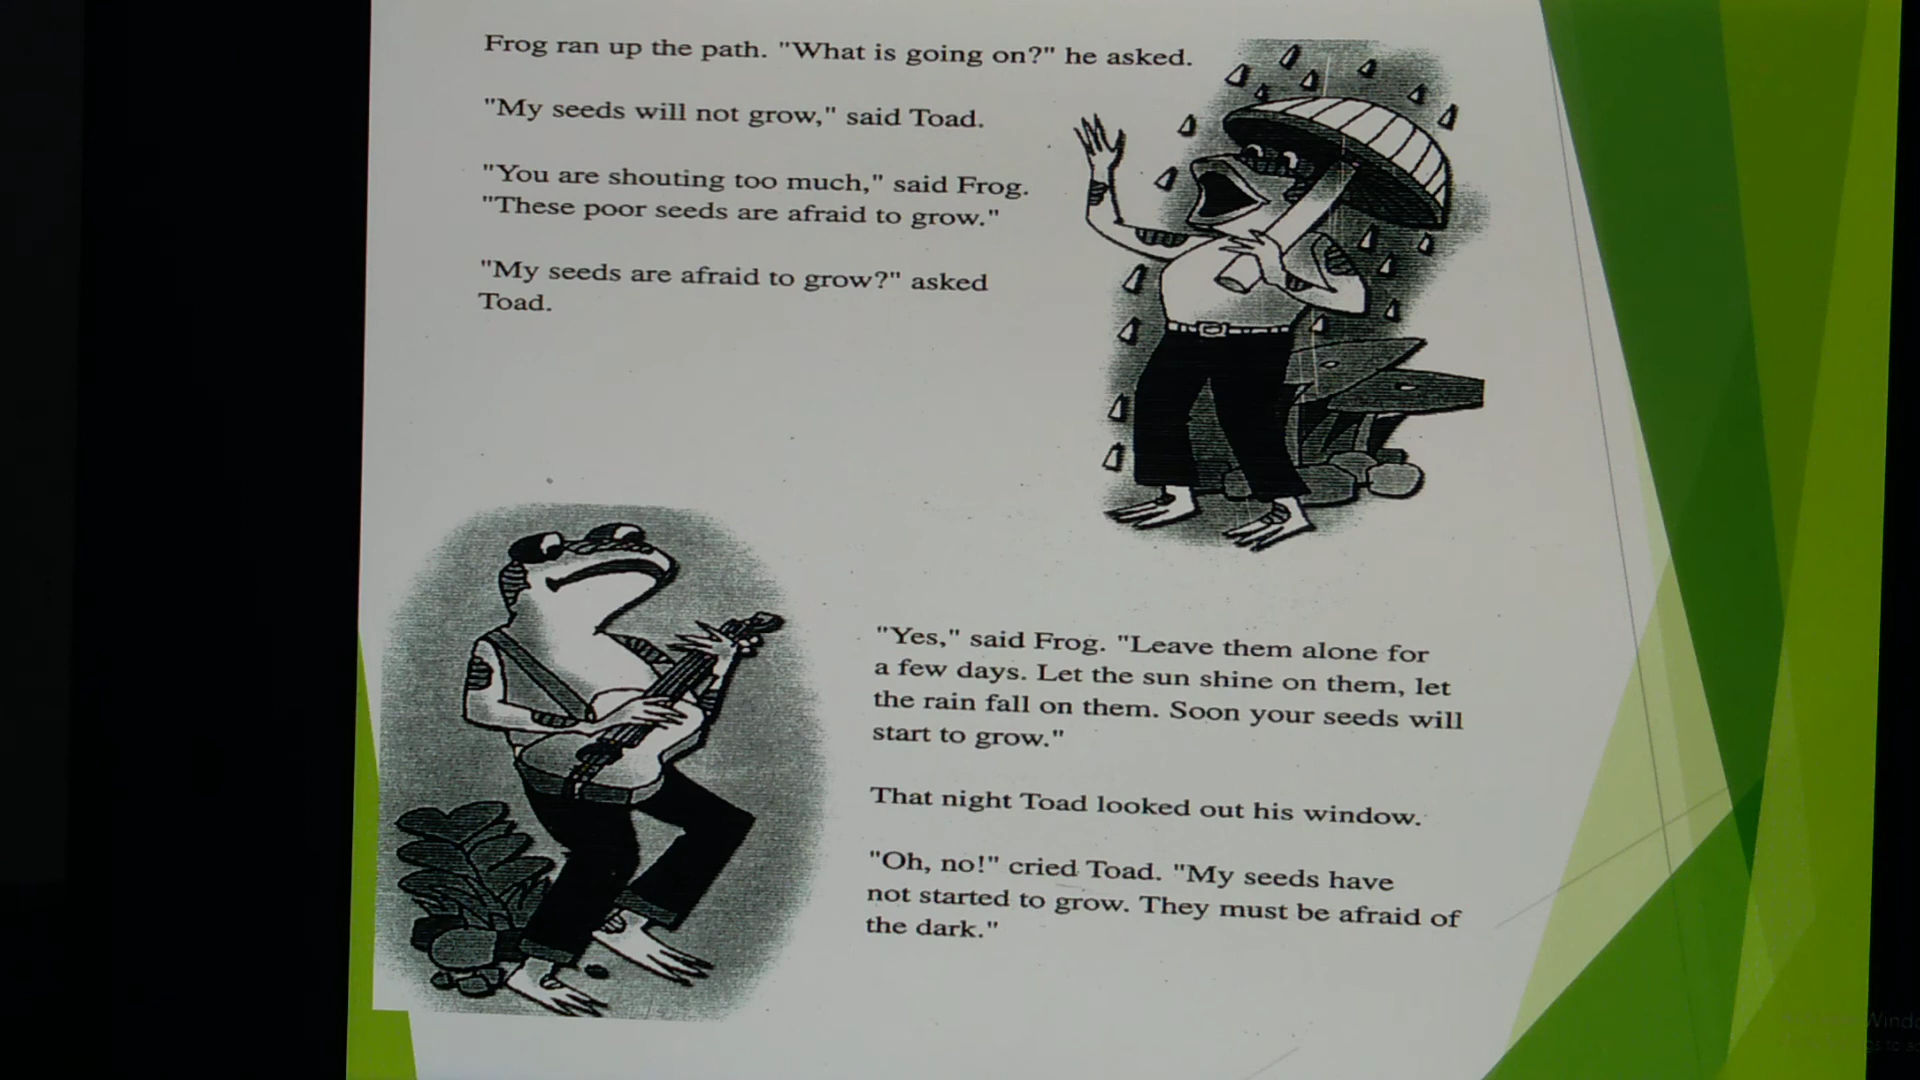 Frog ran up the path. "What is going on?" he asked.
"My seeds will not grow," said Toad.
"You are shouting too much," said Frog.
"These poor seeds are afraid to grow."
"My seeds are afraid to grow?" asked
Toad.
"Yes," said Frog. "Leave them alone for
a few days. Let the sun shine on them, let
the rain fall on them. Soon your seeds will
start to grow."
That night Toad looked out his window.
"Oh, no!" cried Toad. "My seeds have
not started to grow. They must be afraid of
the dark."